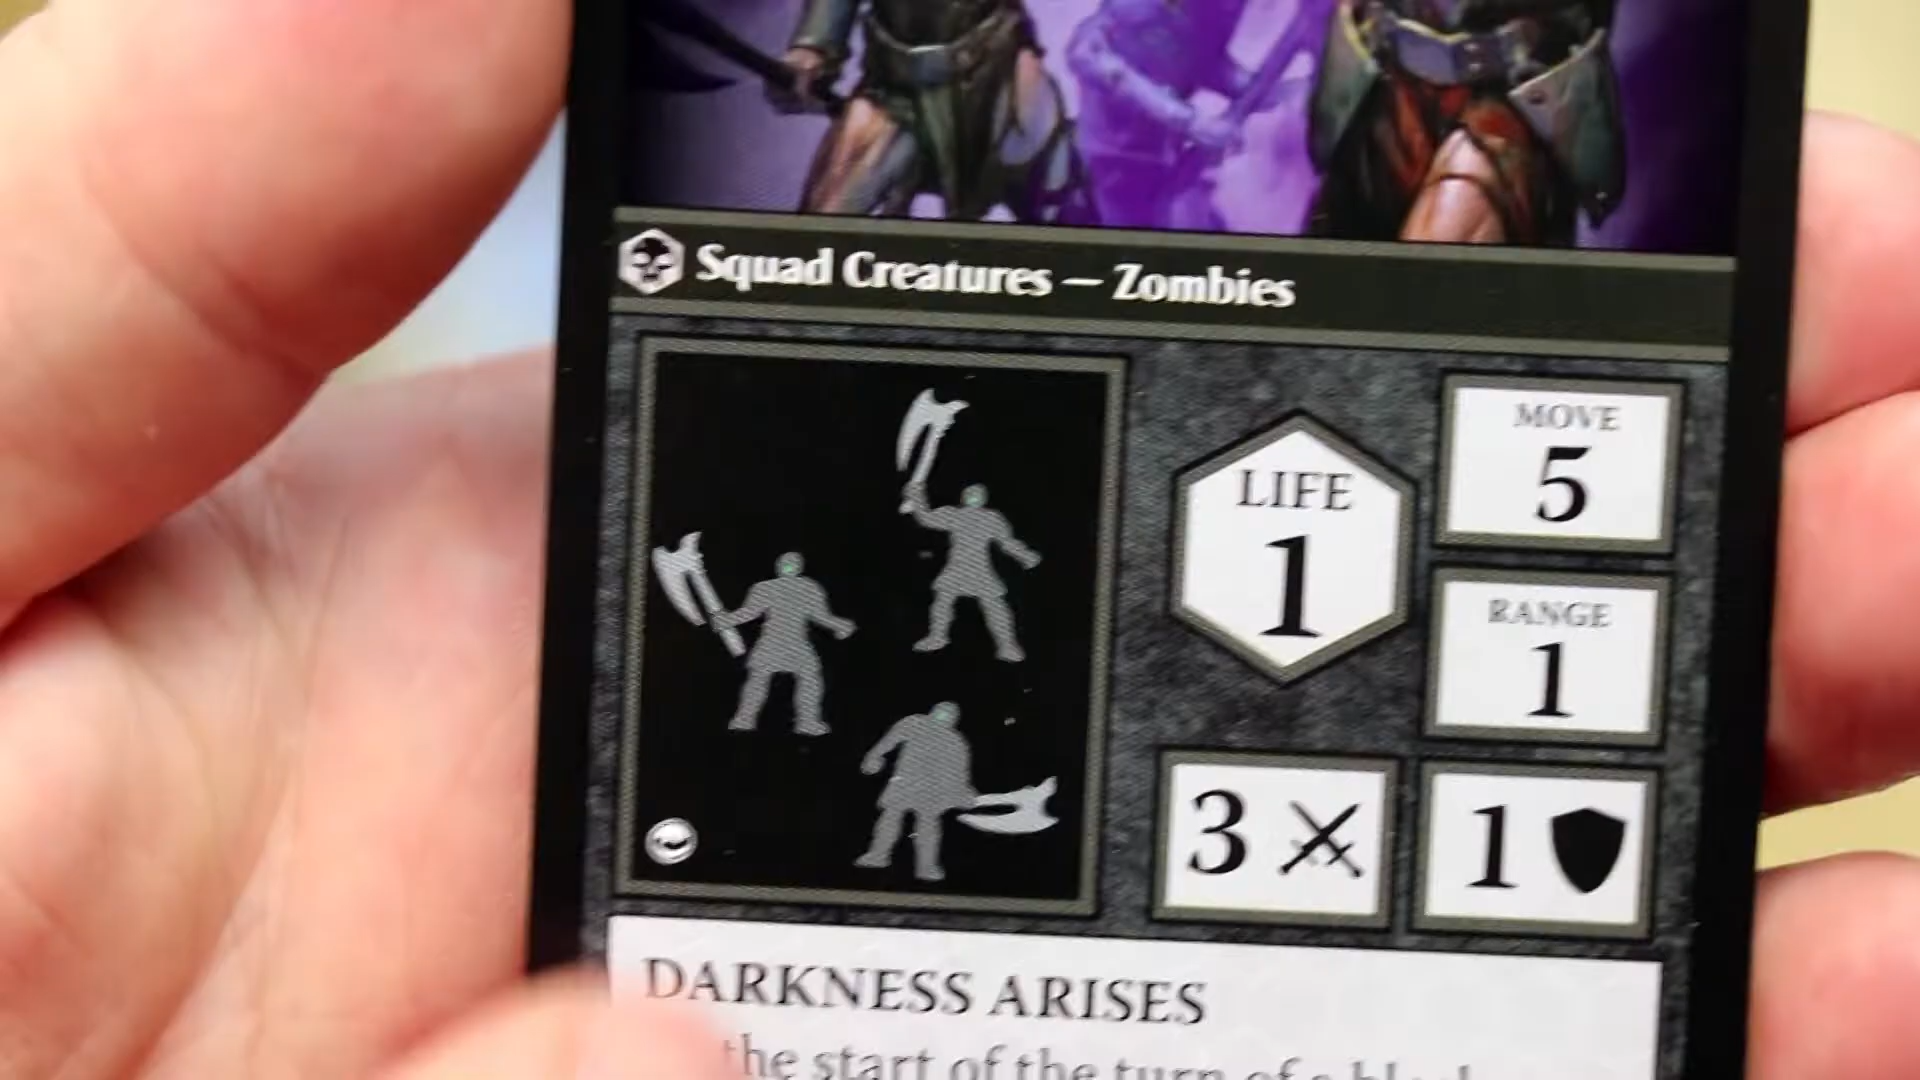 Squad Creatures – Zombies
LIFE
1
MOVE
5
RANGE
1
3
1
DARKNESS ARISES
the start of the turn of a